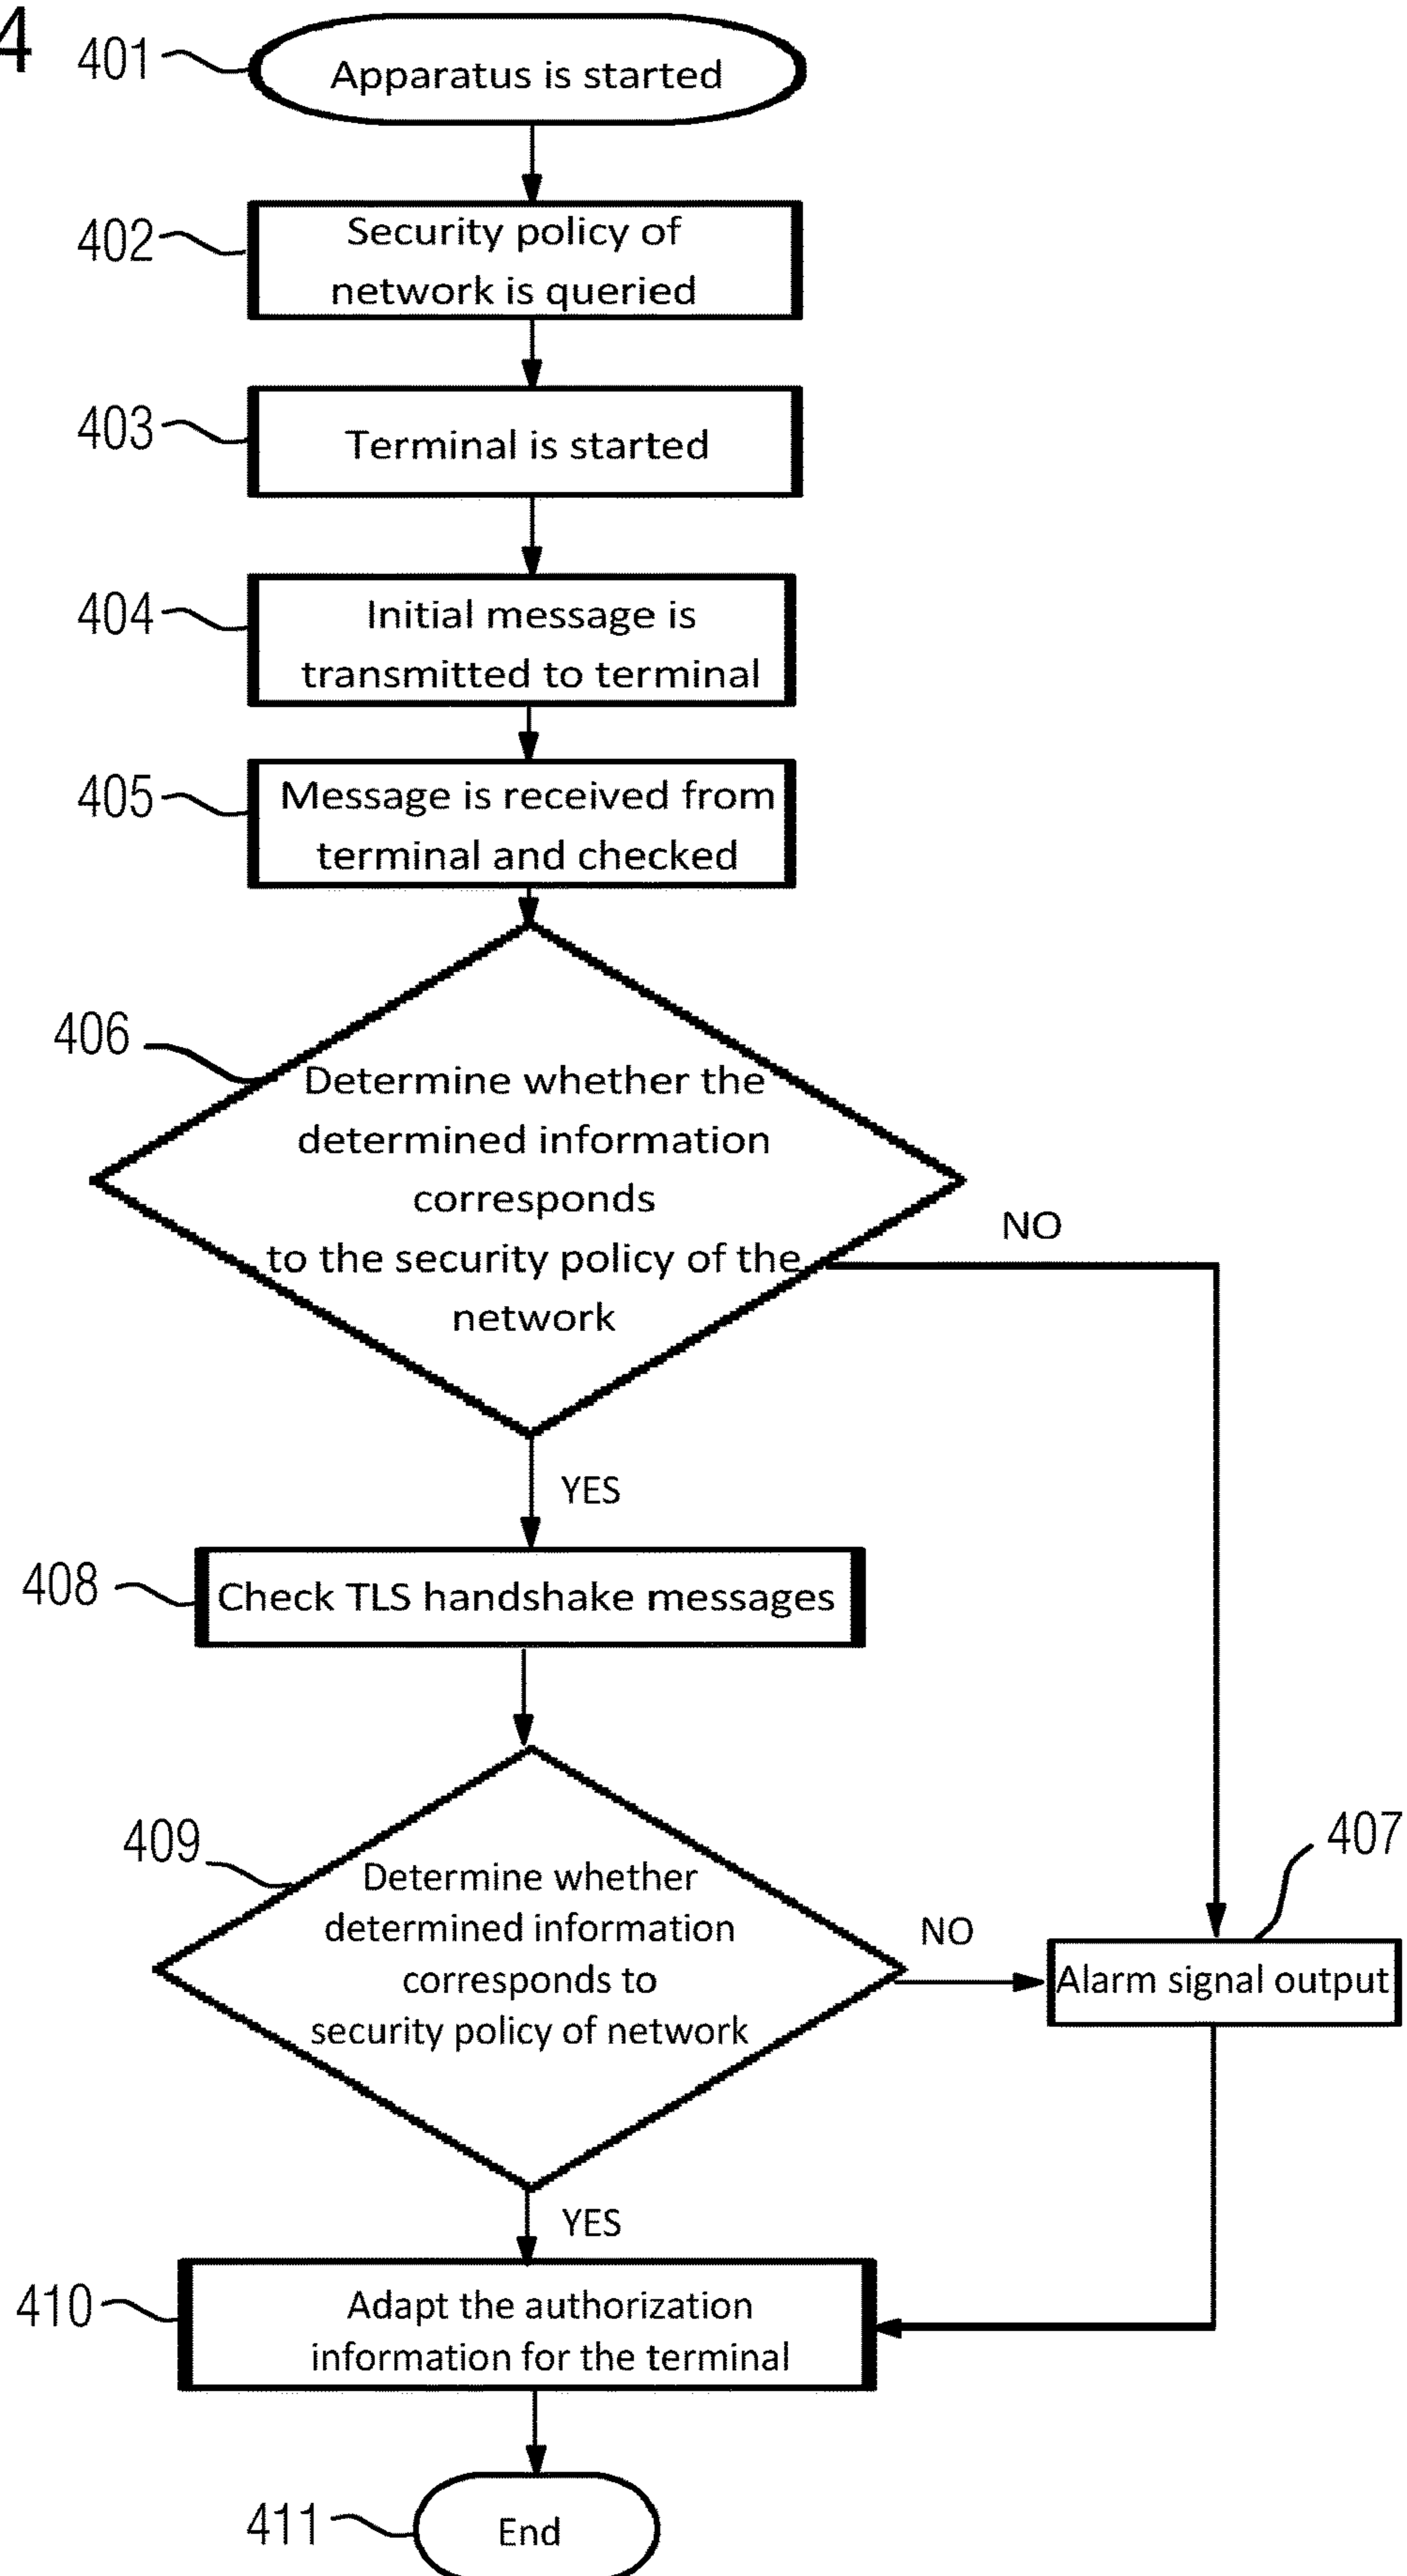 4
401
Apparatus is started
402
Security policy of
network is queried
403
Terminal is started
404
Initial message is
transmitted to terminal
405
Message is received from
terminal and checked
406
Determine whether the
determined information
corresponds
to the security policy of the
network
NO
YES
408
Check TLS handshake messages
409
Determine whether
determined information
corresponds to
security policy of network
NO
407
Alarm signal output
YES
410
Adapt the authorization
information for the terminal
411
End